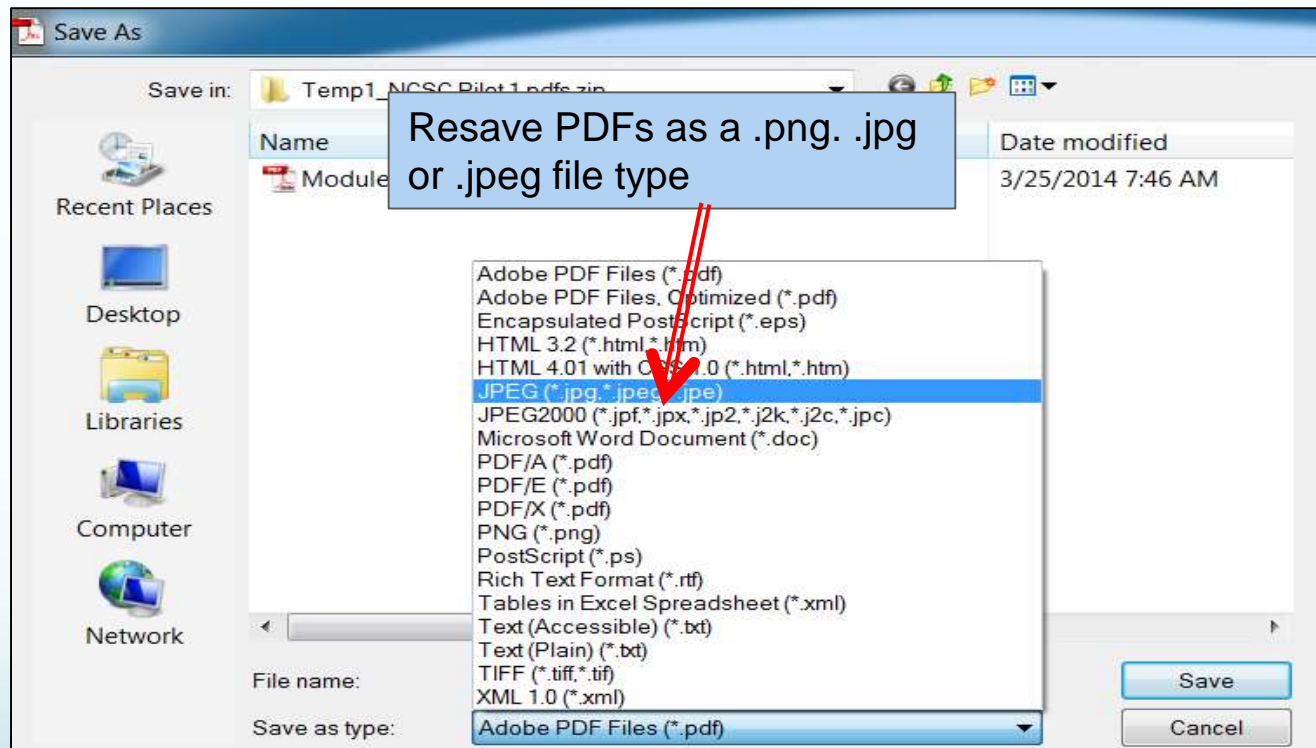 Save As
Save in: Temp1_NCSC Pilot 1 pdfs.zip
Resave PDFs as a .png. .jpg
or .jpeg file type
Name Date modified
Module 3/25/2014 7:46 AM
Recent Places
Desktop
Libraries
Computer
Network
Adobe PDF Files (*.pdf)
Adobe PDF Files, Optimized (*.pdf)
Encapsulated PostScript (*.eps)
HTML 3.2 (*.html,*.htm)
HTML 4.01 with CSS 1.0 (*.html,*.htm)
JPEG (*.jpg,*.jpeg,*.jpe)
JPEG2000 (*.jpf,*.jpx,*.jp2,*.j2k,*.j2c,*.jpc)
Microsoft Word Document (*.doc)
PDF/A (*.pdf)
PDF/E (*.pdf)
PDF/X (*.pdf)
PNG (*.png)
PostScript (*.ps)
Rich Text Format (*.rtf)
Tables in Excel Spreadsheet (*.xml)
Text (Accessible) (*.txt)
Text (Plain) (*.txt)
TIFF (*.tiff,*.tif)
XML 1.0 (*.xml)
File name: Save
Save as type: Adobe PDF Files (*.pdf) Cancel